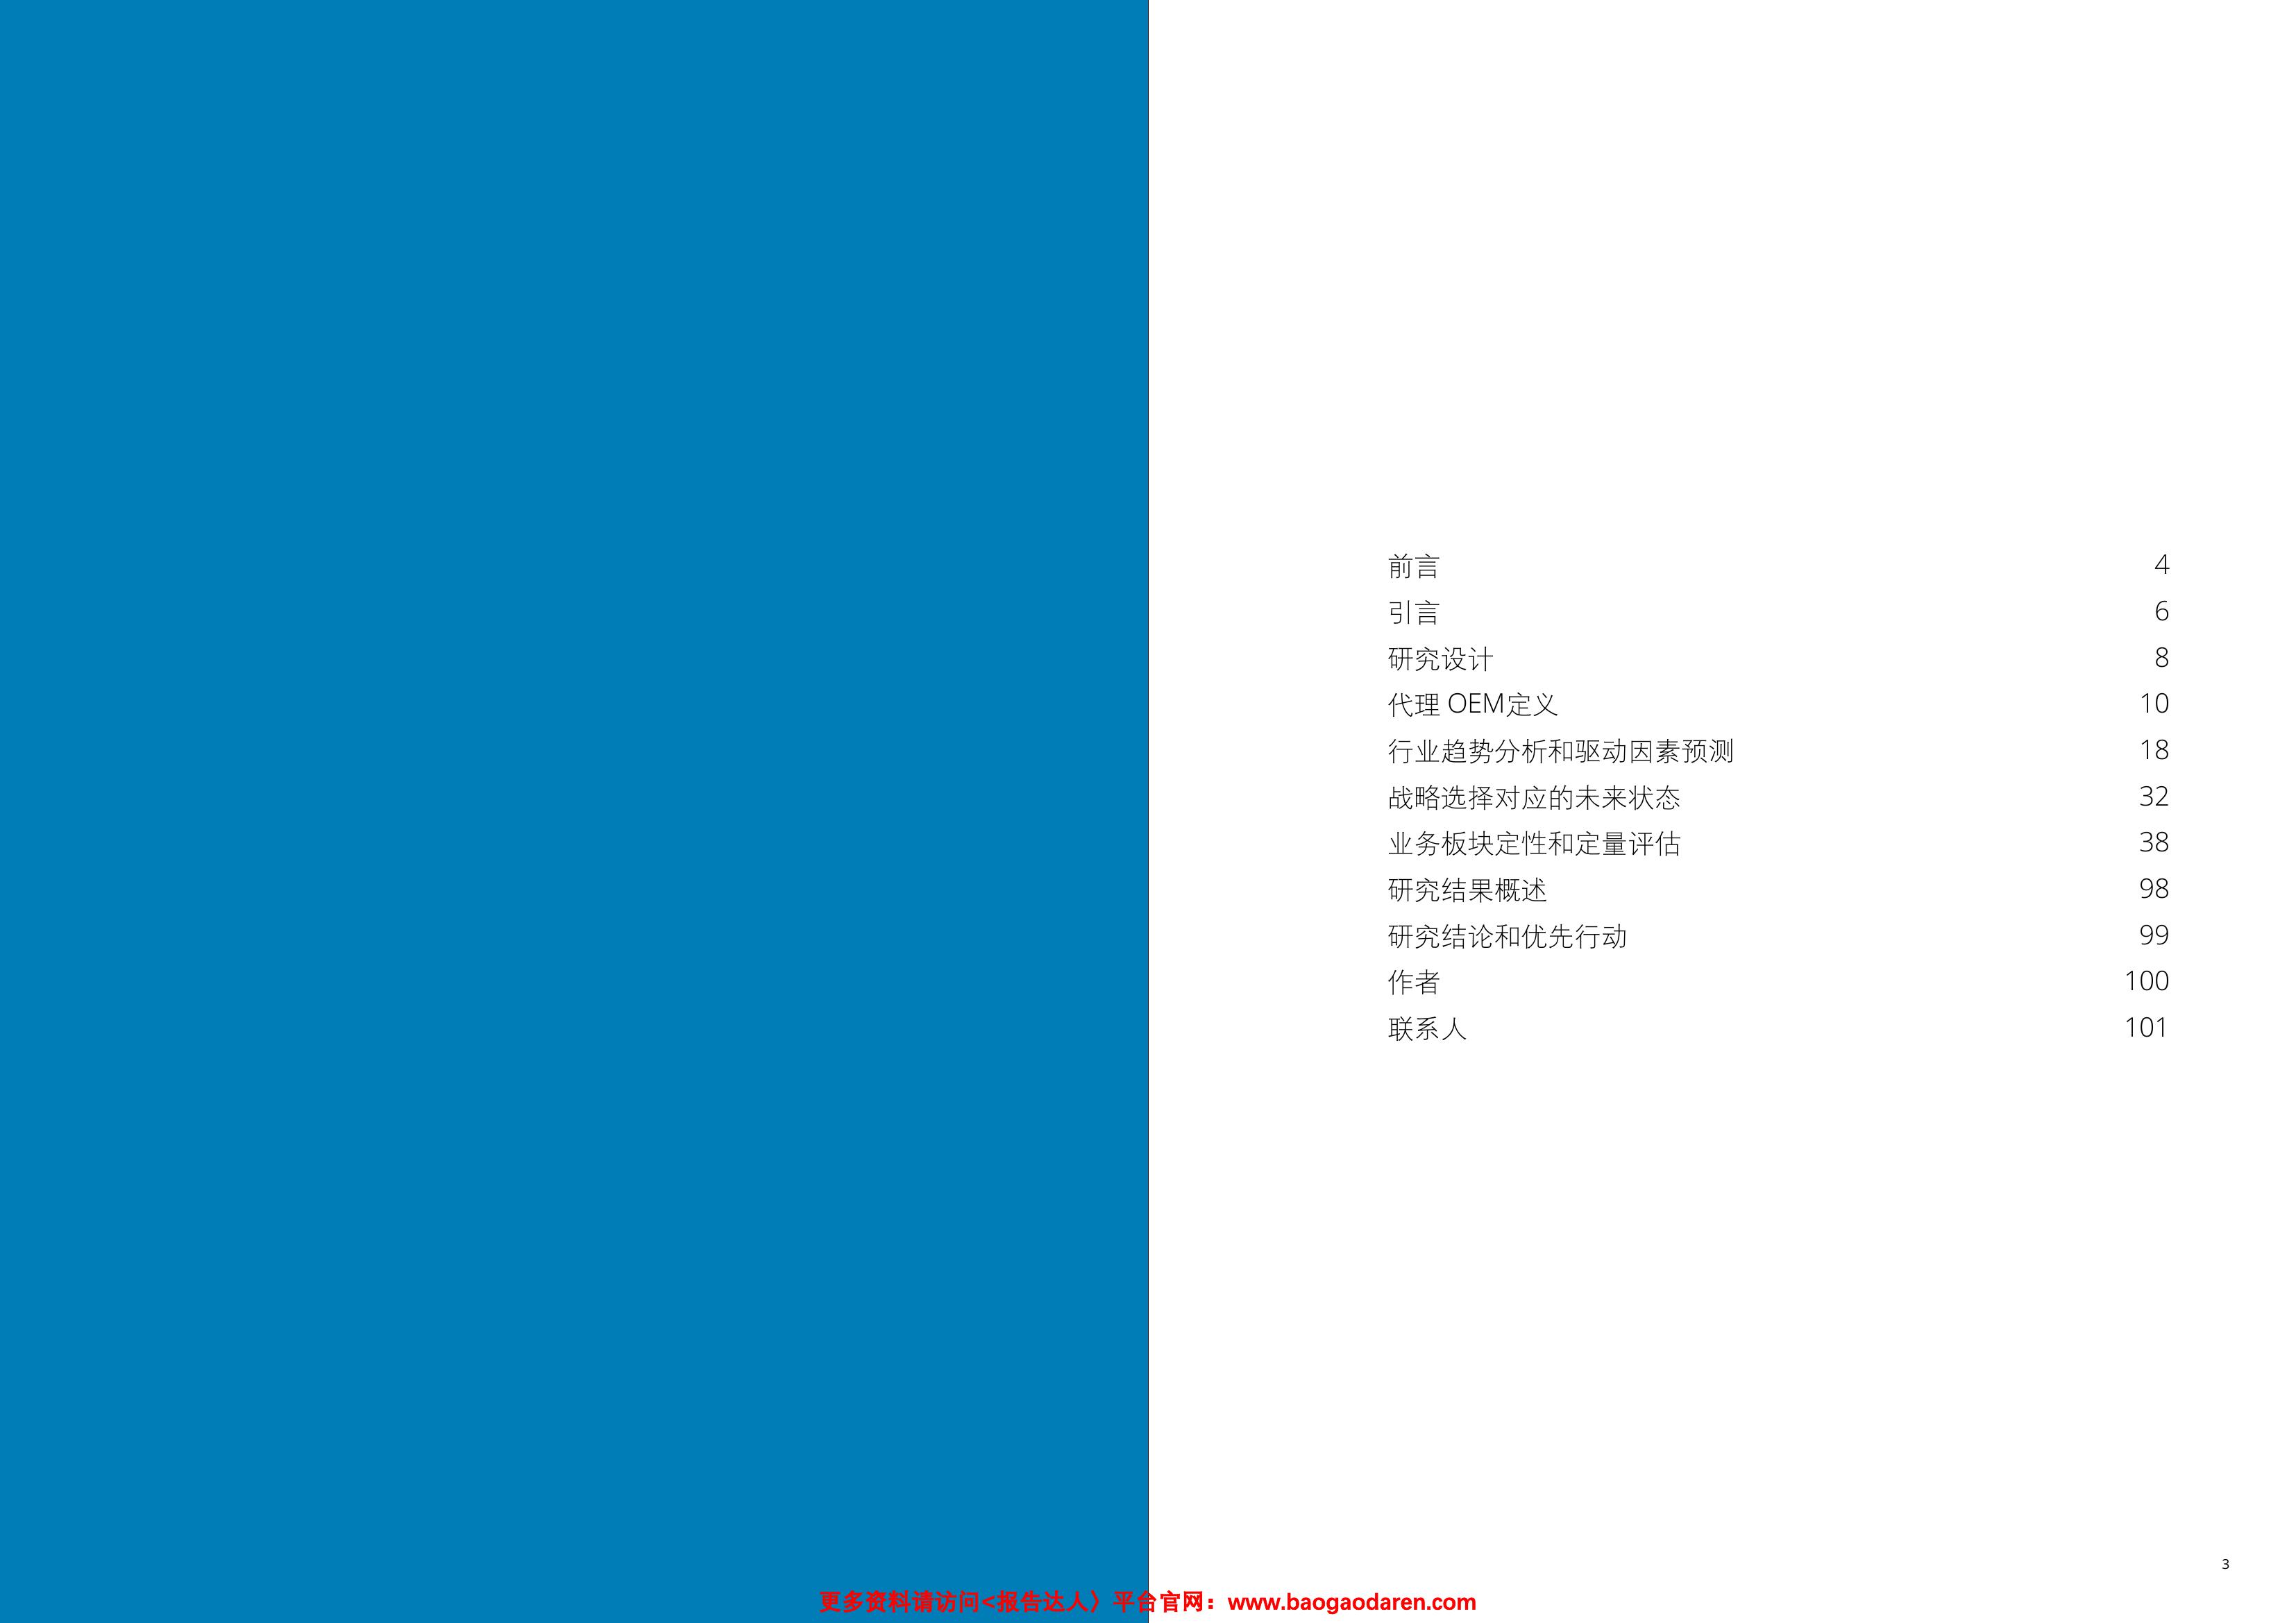 前言 4
引言 6
研究设计 8
代理 OEM定义 10
行业趋势分析和驱动因素预测 18
战略选择对应的未来状态 32
业务板块定性和定量评估 38
研究结果概述 98
研究结论和优先行动 99
作者 100
联系人 101
3
更多资料请访问<报告达人〉平台官网：www.baogaodaren.com